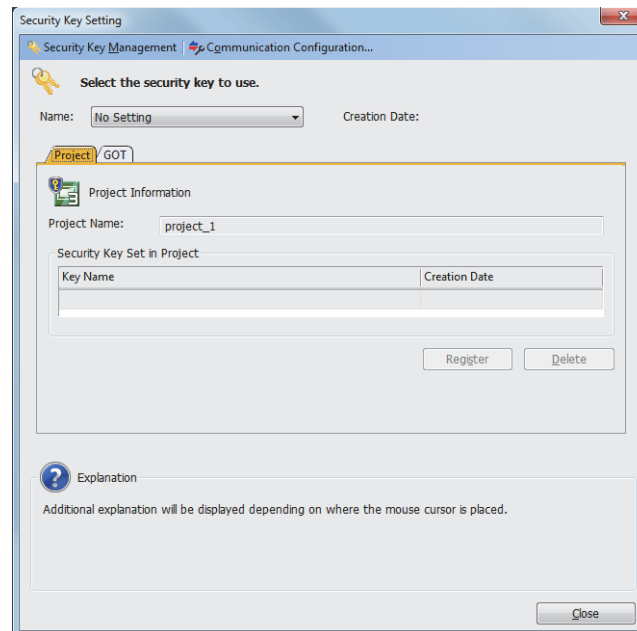 Security Key Setting
Security Key Management Communication Configuration...
Select the security key to use.
Name: No Setting Creation Date:
Project GOT
Project Information
Project Name: project_1
Security Key Set in Project
Key Name Creation Date
Register Delete
Explanation
Additional explanation will be displayed depending on where the mouse cursor is placed.
Close